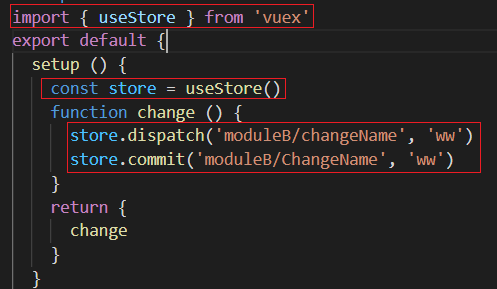 import { useStore } from 'vuex'
export default {
  setup () {
    const store = useStore()
    function change () {
      store.dispatch('moduleB/changeName', 'ww')
      store.commit('moduleB/ChangeName', 'ww')
    }
    return {
      change
    }
  }